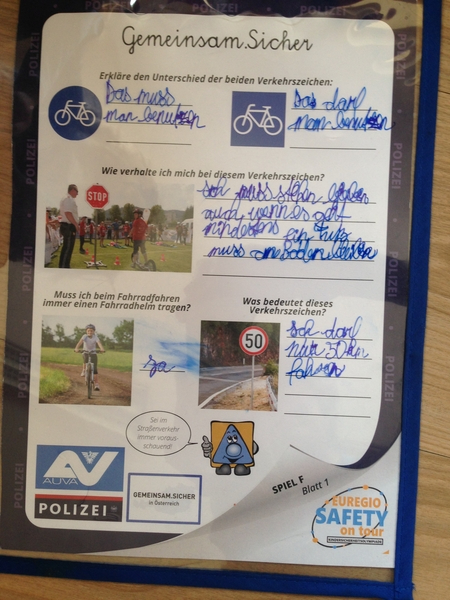 Gemeinsam.Sicher
Erkläre den Unterschied der beiden Verkehrszeichen:
Das muss
man benutzen
Das darf
man benutzen
Wie verhalte ich mich bei diesem Verkehrszeichen?
STOP
Ich muss stehen bleiben
auch wenn es
mindestens ein Fuß
muss am Boden
Muss ich beim Fahrradfahren
immer einen Fahrradhelm tragen?
Ja
Was bedeutet dieses
Verkehrszeichen?
50
Ich darf
nur 50 km
fahren
Sei im
Straßenverkehr
immer voraus-
schauend!
AUVA
POLIZEI
GEMEINSAM.SICHER
in Österreich
SPIEL F
Blatt 1
EUREGIO
SAFETY
on tour
POLIZEI